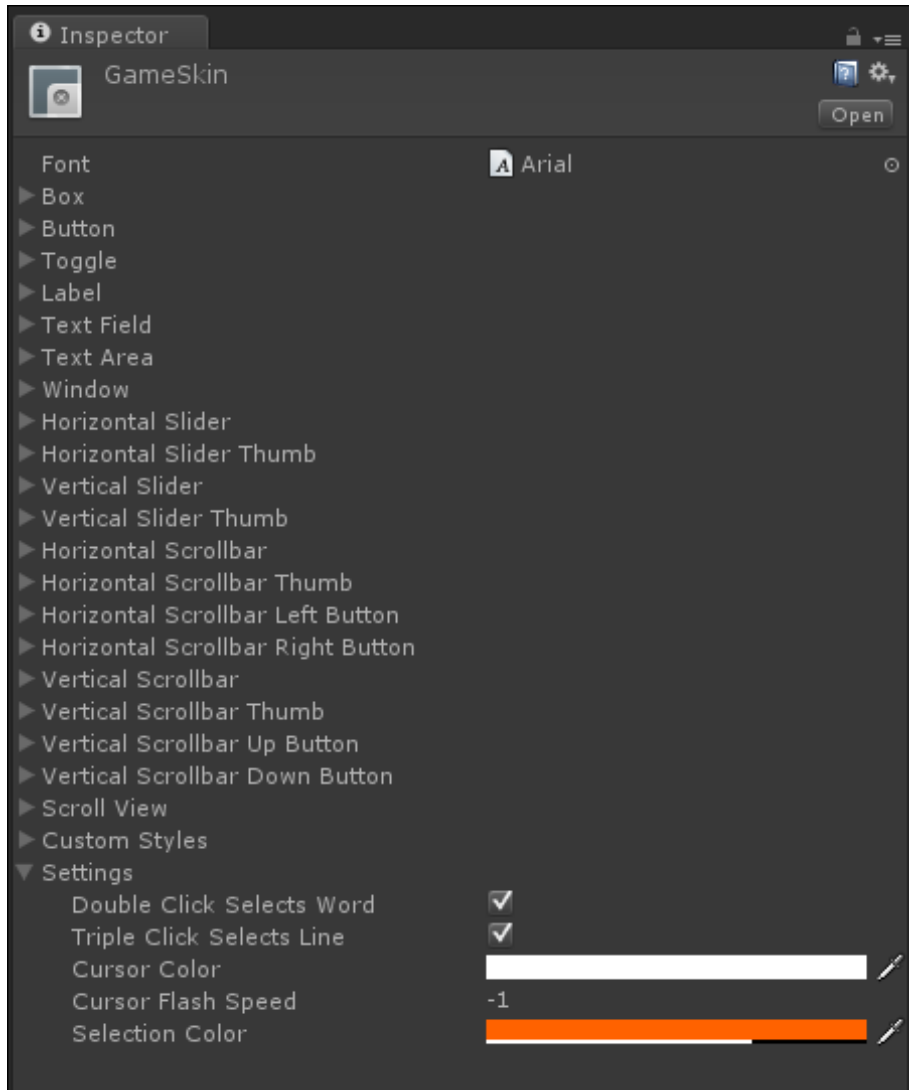 Inspector
GameSkin
Open
Font Arial
Box
Button
Toggle
Label
Text Field
Text Area
Window
Horizontal Slider
Horizontal Slider Thumb
Vertical Slider
Vertical Slider Thumb
Horizontal Scrollbar
Horizontal Scrollbar Thumb
Horizontal Scrollbar Left Button
Horizontal Scrollbar Right Button
Vertical Scrollbar
Vertical Scrollbar Thumb
Vertical Scrollbar Up Button
Vertical Scrollbar Down Button
Scroll View
Custom Styles
Settings
Double Click Selects Word
Triple Click Selects Line
Cursor Color
Cursor Flash Speed -1
Selection Color